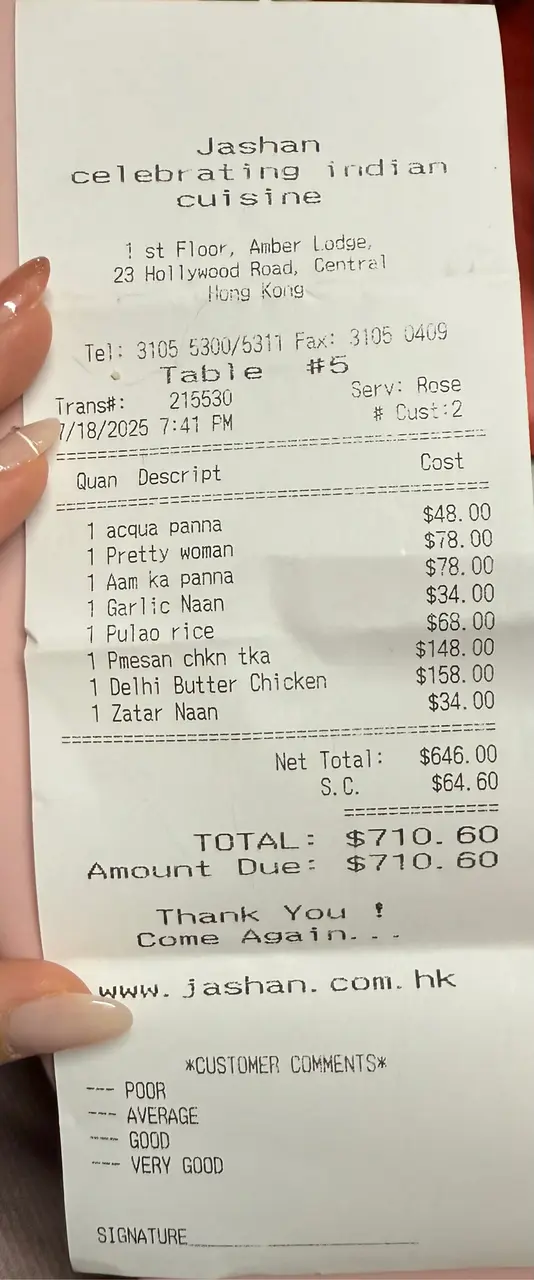 Jashan
celebrating indian
cuisine
1 st Floor, Amber Lodge,
23 Hollywood Road, Central
Hong Kong
Tel: 3105 5300/5311 Fax: 3105 0409
Table #5
Trans#: 215530 Serv: Rose
7/18/2025 7:41 PM # Cust:2
Quan Descript Cost
1 acqua panna $48.00
1 Pretty woman $78.00
1 Aam ka panna $78.00
1 Garlic Naan $34.00
1 Pulao rice $68.00
1 Pmesan chkn tka $148.00
1 Delhi Butter Chicken $158.00
1 Zatar Naan $34.00
Net Total: $646.00
S.C. $64.60
TOTAL: $710.60
Amount Due: $710.60
Thank You !
Come Again...
www.jashan.com.hk
*CUSTOMER COMMENTS*
--- POOR
--- AVERAGE
--- GOOD
--- VERY GOOD
SIGNATURE